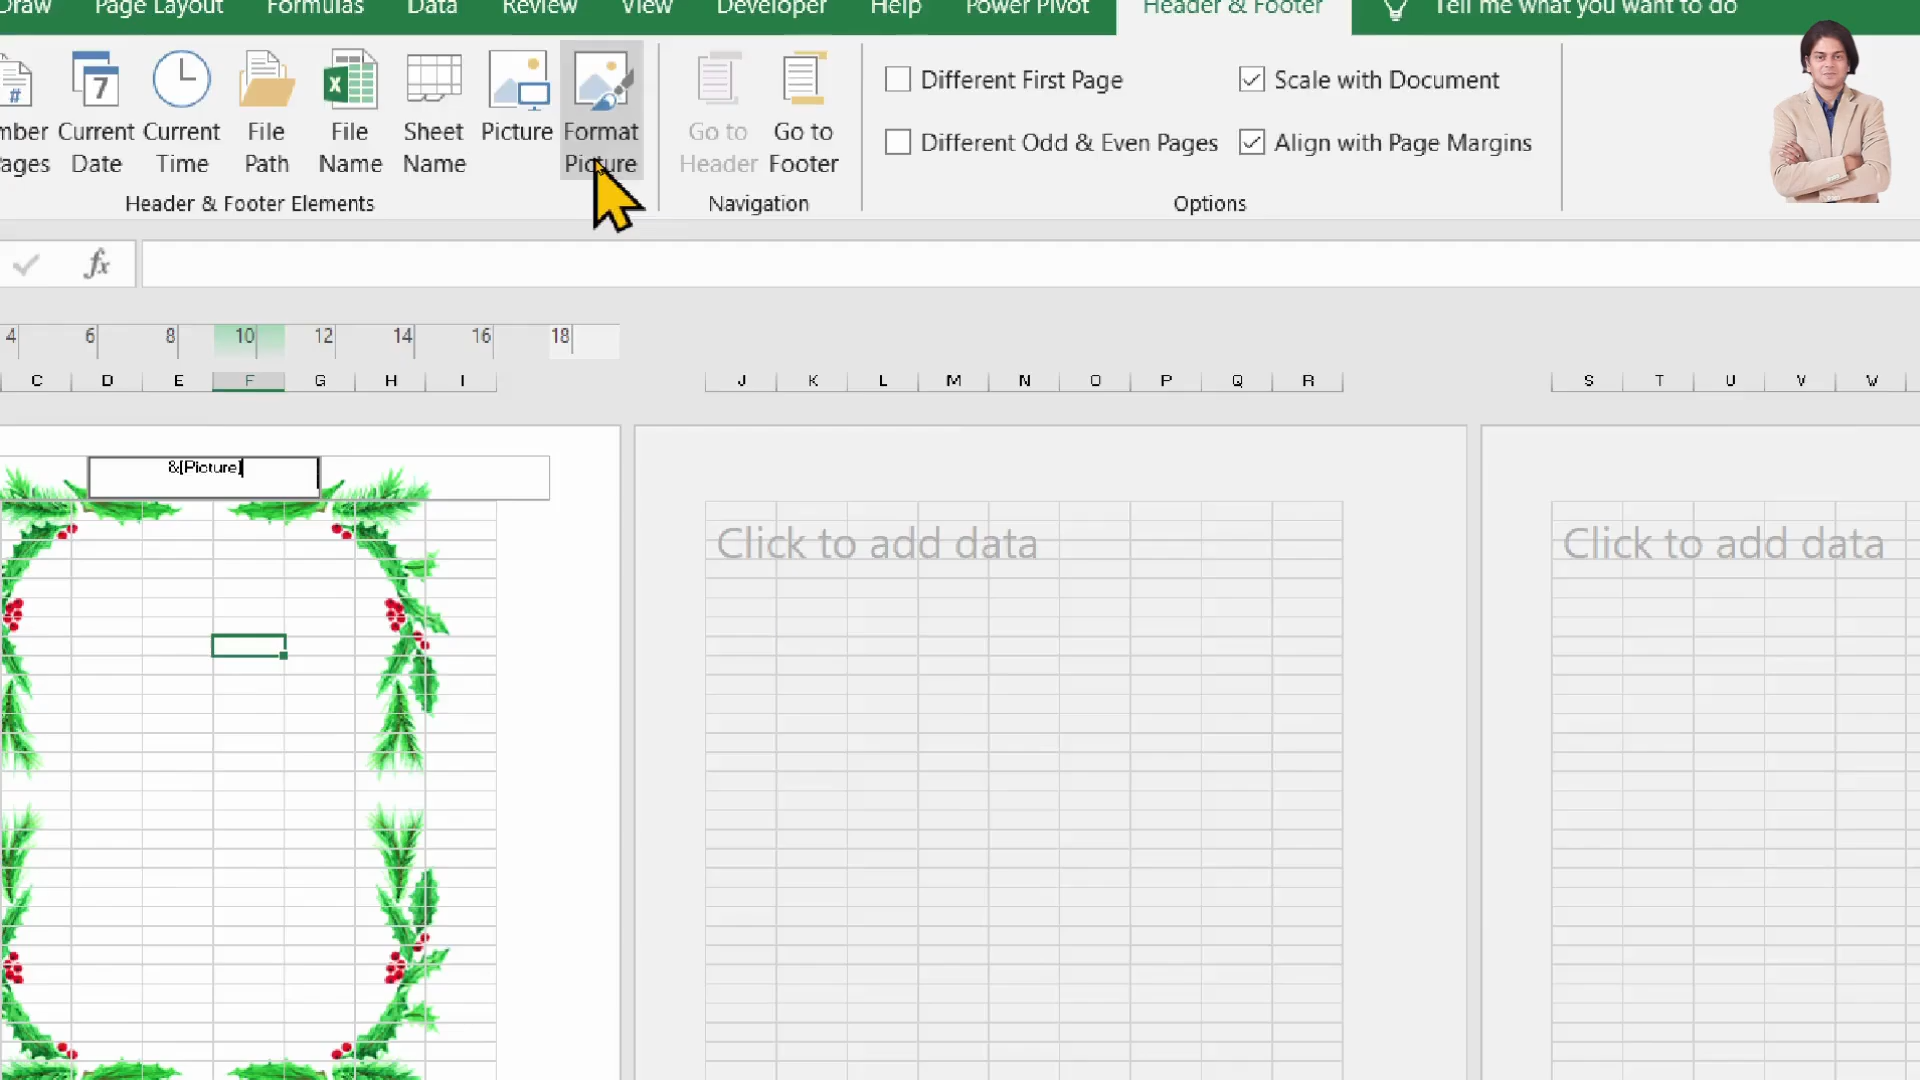 Draw Page Layout Formulas Data Review View Developer Help Power Pivot Header & Footer Tell me what you want to do
#
7
X
mber
ages
Current
Date
Current
Time
File
Path
File
Name
Sheet
Name
Picture
Format
Picture
Go to
Header
Go to
Footer
Different First Page
Scale with Document
Different Odd & Even Pages
Align with Page Margins
Header & Footer Elements
Navigation
Options
fx
4 6 8 10 12 14 16 18
C D E F G H I J K L M N O P Q R S T U V W
&[Picture]
Click to add data
Click to add data